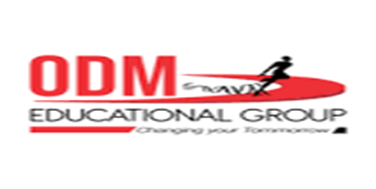 ODM
EDUCATIONAL GROUP
Changing your Tommorrow